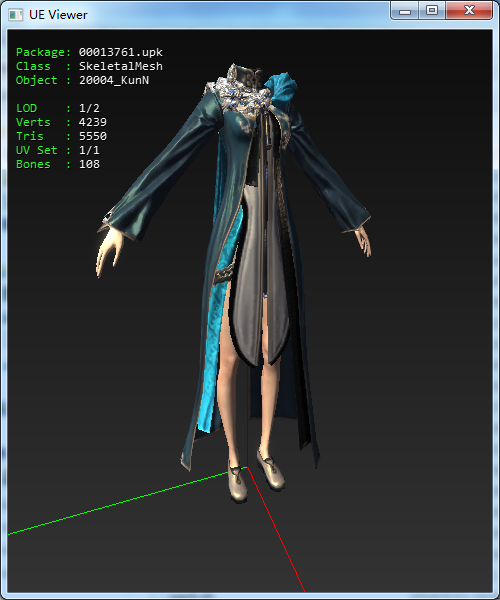 UE Viewer
Package: 00013761.upk
Class : SkeletalMesh
Object : 20004_KunN
LOD : 1/2
Verts : 4239
Tris : 5550
UV Set : 1/1
Bones : 108